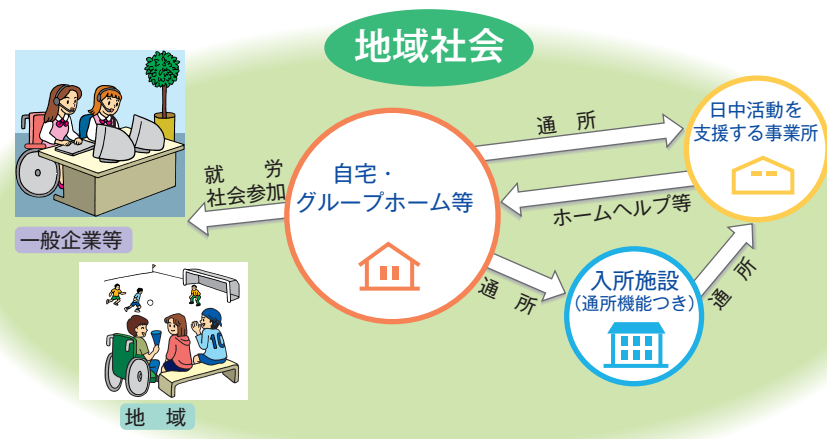 地域社会
日中活動を
支援する事業所
通　所
自宅・
グループホーム等
就　労
社会参加
ホームヘルプ等
一般企業等
入所施設
（通所機能つき）
通　所
通　所
10
地　域